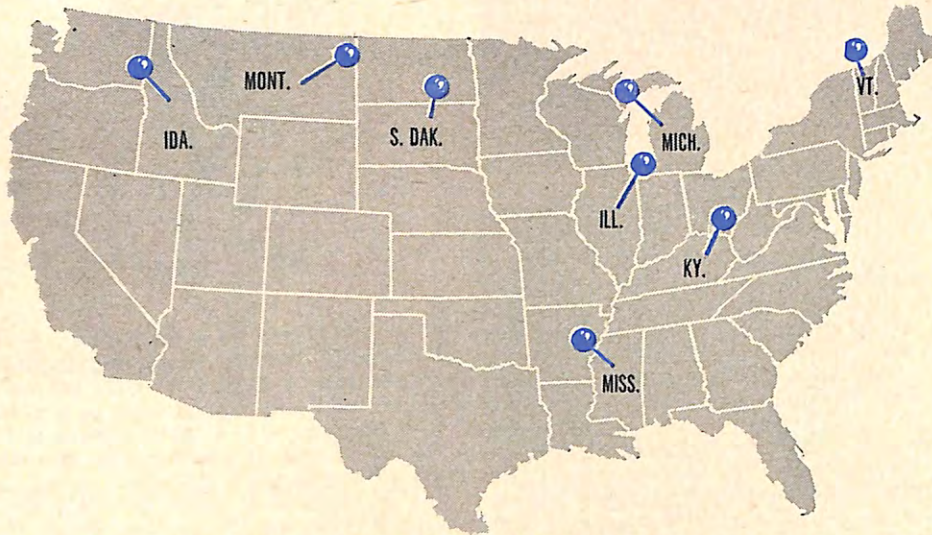 MONT.
VT.
IDA.
S. DAK.
MICH.
ILL.
KY.
MISS.